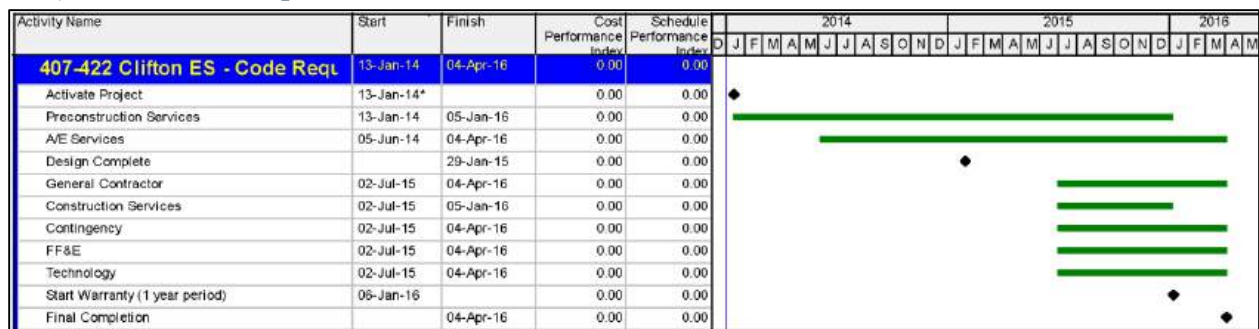 Activity Name Start Finish Cost Performance Index Schedule Performance Index 2014 2015 2016
D J F M A M J J A S O N D J F M A M J J A S O N D J F M A M
407-422 Clifton ES - Code Requ 13-Jan-14 04-Apr-16 0.00 0.00
Activate Project 13-Jan-14* 0.00 0.00
Preconstruction Services 13-Jan-14 05-Jan-16 0.00 0.00
A/E Services 05-Jun-14 04-Apr-16 0.00 0.00
Design Complete 29-Jan-15 0.00 0.00
General Contractor 02-Jul-15 04-Apr-16 0.00 0.00
Construction Services 02-Jul-15 05-Jan-16 0.00 0.00
Contingency 02-Jul-15 04-Apr-16 0.00 0.00
FF&E 02-Jul-15 04-Apr-16 0.00 0.00
Technology 02-Jul-15 04-Apr-16 0.00 0.00
Start Warranty (1 year period) 06-Jan-16 0.00 0.00
Final Completion 04-Apr-16 0.00 0.00